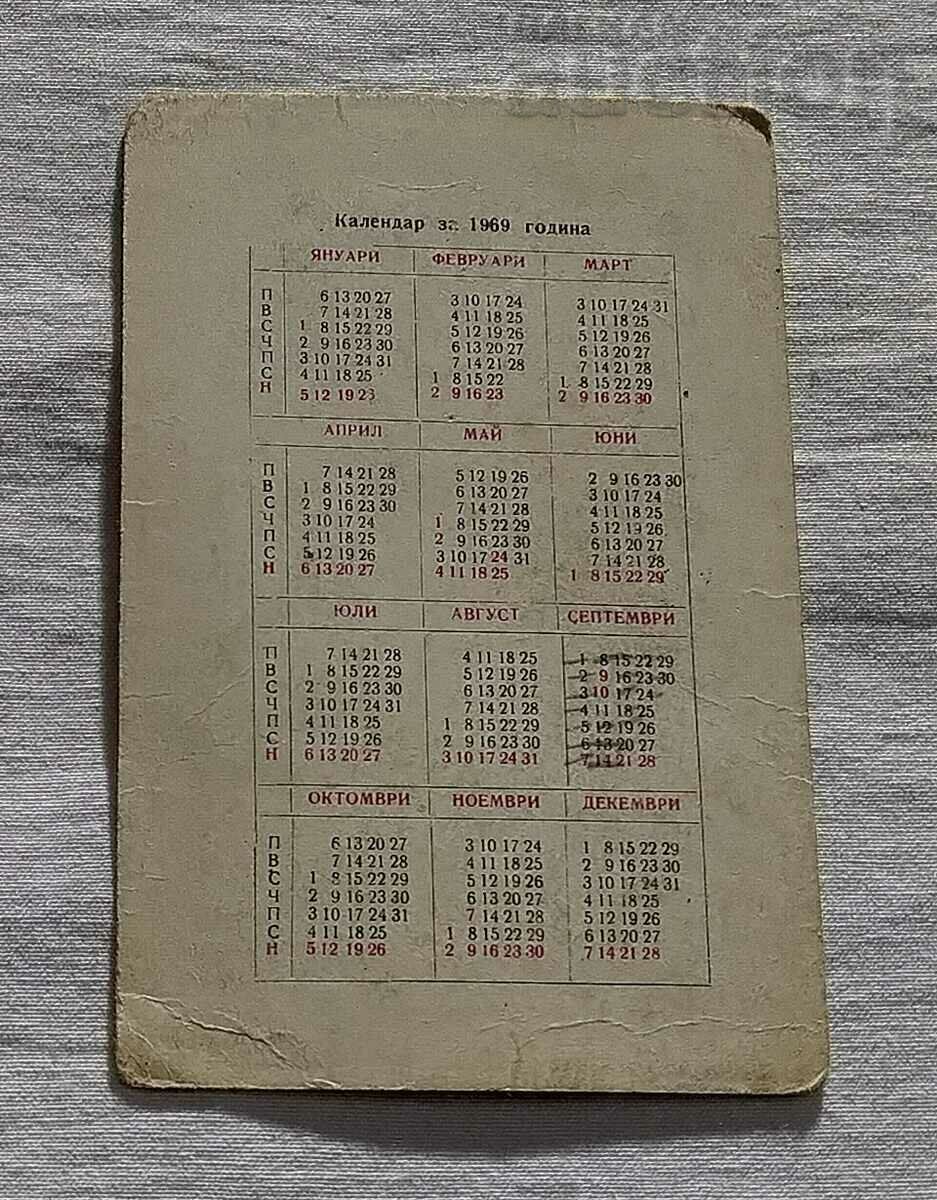 Календар за 1969 година
ЯНУАРИ ФЕВРУАРИ МАРТ
П 6 13 20 27 3 10 17 24 3 10 17 24 31
В 7 14 21 28 4 11 18 25 4 11 18 25
С 1 8 15 22 29 5 12 19 26 5 12 19 26
Ч 2 9 16 23 30 6 13 20 27 6 13 20 27
П 3 10 17 24 31 7 14 21 28 7 14 21 28
С 4 11 18 25 1 8 15 22 1 8 15 22 29
Н 5 12 19 26 2 9 16 23 2 9 16 23 30
АПРИЛ МАЙ ЮНИ
П 7 14 21 28 5 12 19 26 2 9 16 23 30
В 1 8 15 22 29 6 13 20 27 3 10 17 24
С 2 9 16 23 30 7 14 21 28 4 11 18 25
Ч 3 10 17 24 1 8 15 22 29 5 12 19 26
П 4 11 18 25 2 9 16 23 30 6 13 20 27
С 5 12 19 26 3 10 17 24 31 7 14 21 28
Н 6 13 20 27 4 11 18 25 1 8 15 22 29
ЮЛИ АВГУСТ СЕПТЕМВРИ
П 7 14 21 28 4 11 18 25 1 8 15 22 29
В 1 8 15 22 29 5 12 19 26 2 9 16 23 30
С 2 9 16 23 30 6 13 20 27 3 10 17 24
Ч 3 10 17 24 31 7 14 21 28 4 11 18 25
П 4 11 18 25 1 8 15 22 29 5 12 19 26
С 5 12 19 26 2 9 16 23 30 6 13 20 27
Н 6 13 20 27 3 10 17 24 31 7 14 21 28
ОКТОМВРИ НОЕМВРИ ДЕКЕМВРИ
П 6 13 20 27 3 10 17 24 1 8 15 22 29
В 7 14 21 28 4 11 18 25 2 9 16 23 30
С 1 8 15 22 29 5 12 19 26 3 10 17 24 31
Ч 2 9 16 23 30 6 13 20 27 4 11 18 25
П 3 10 17 24 31 7 14 21 28 5 12 19 26
С 4 11 18 25 1 8 15 22 29 6 13 20 27
Н 5 12 19 26 2 9 16 23 30 7 14 21 28